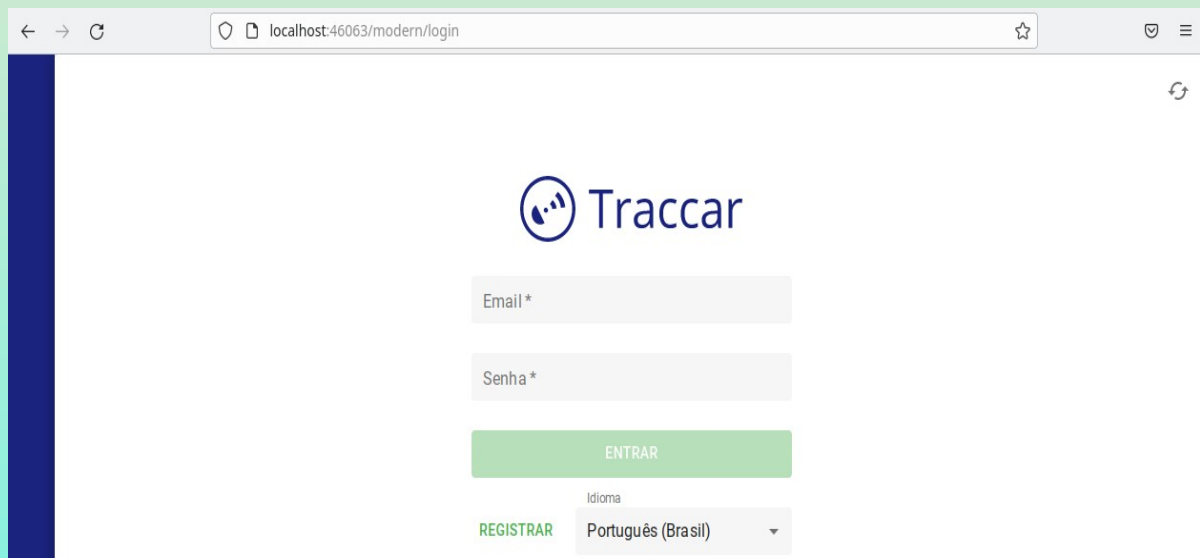 localhost:46063/modern/login
Traccar
Email *
Senha *
ENTRAR
Idioma
REGISTRAR Português (Brasil)